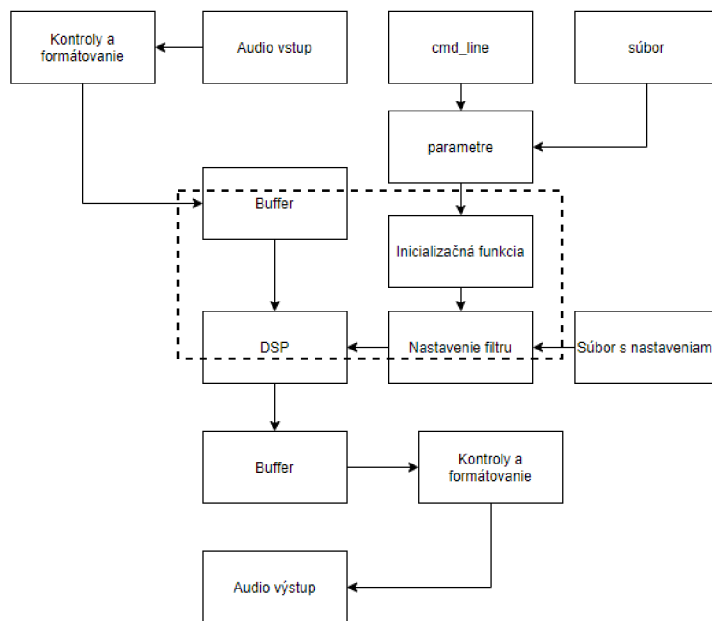 Kontroly a
formátovanie
Audio vstup
cmd_line
súbor
parametre
Buffer
Inicializačná funkcia
DSP
Nastavenie filtru
Súbor s nastaveniam
Buffer
Kontroly a
formátovanie
Audio výstup